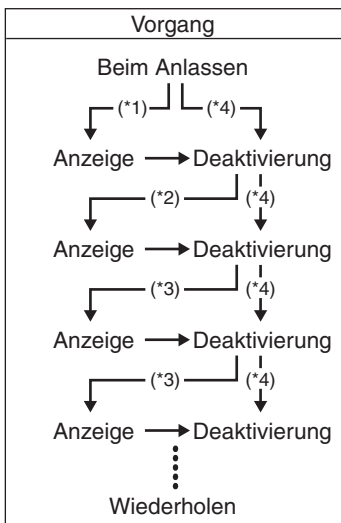 Vorgang
Beim Anlassen
(*1) (*4)
Anzeige Deaktivierung
(*2) (*4)
Anzeige Deaktivierung
(*3) (*4)
Anzeige Deaktivierung
(*3) (*4)
Anzeige Deaktivierung
Wiederholen